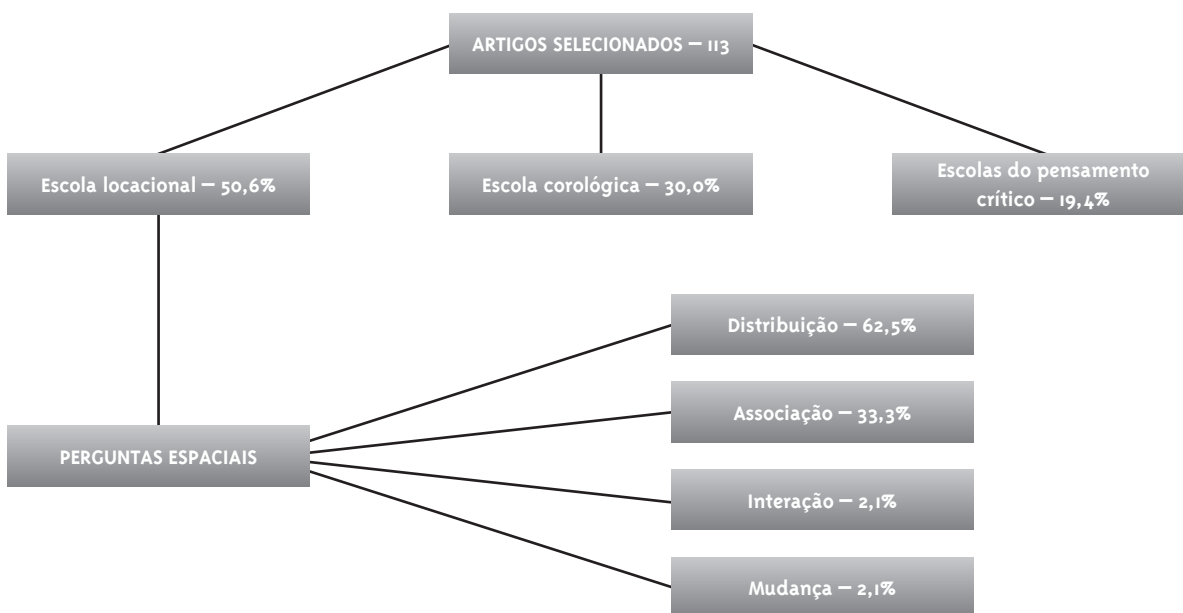 ARTIGOS SELECIONADOS – 113
Escola locacional – 50,6%
Escola corológica – 30,0%
Escolas do pensamento
crítico – 19,4%
PERGUNTAS ESPACIAIS
Distribuição – 62,5%
Associação – 33,3%
Interação – 2,1%
Mudança – 2,1%